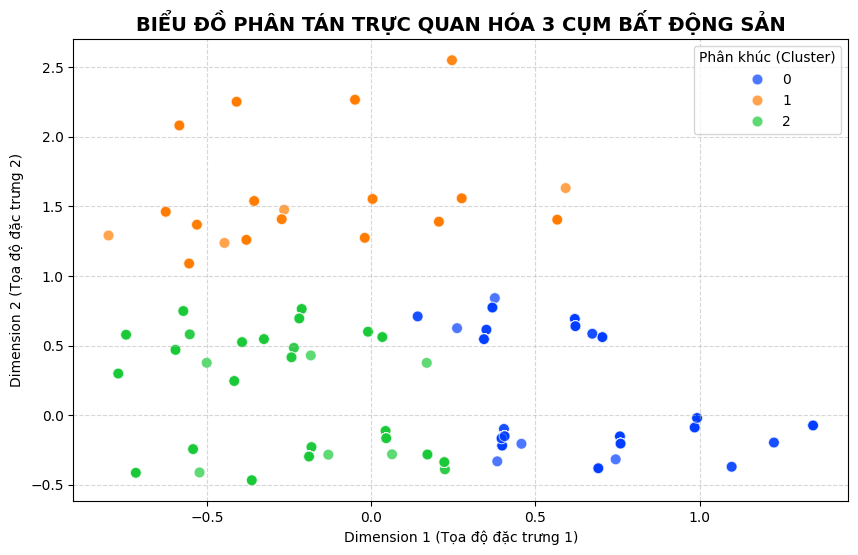 BIỂU ĐỒ PHÂN TÁN TRỰC QUAN HÓA 3 CỤM BẤT ĐỘNG SẢN
Phân khúc (Cluster)
0
1
2
Dimension 2 (Tọa độ đặc trưng 2)
2.5
2.0
1.5
1.0
0.5
0.0
−0.5
−0.5 0.0 0.5 1.0
Dimension 1 (Tọa độ đặc trưng 1)